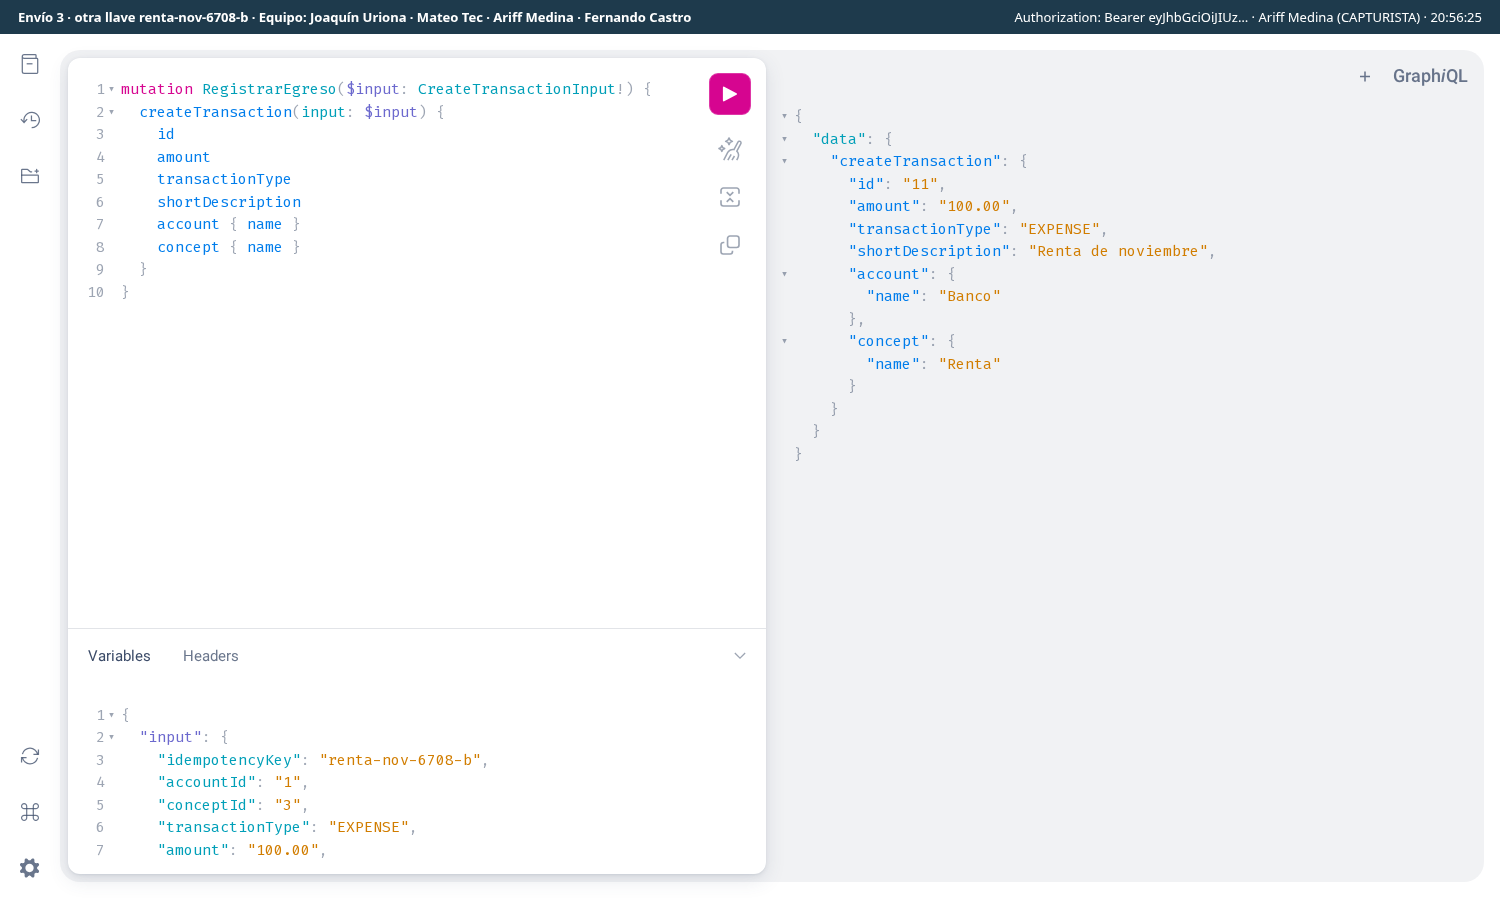 Envío 3 · otra llave renta-nov-6708-b · Equipo: Joaquín Uriona · Mateo Tec · Ariff Medina · Fernando Castro
Authorization: Bearer eyJhbGciOiJIUz... · Ariff Medina (CAPTURISTA) · 20:56:25
1 mutation RegistrarEgreso($input: CreateTransactionInput!) {
2 createTransaction(input: $input) {
3 id
4 amount
5 transactionType
6 shortDescription
7 account { name }
8 concept { name }
9 }
10 }
Variables Headers
1 {
2 "input": {
3 "idempotencyKey": "renta-nov-6708-b",
4 "accountId": "1",
5 "conceptId": "3",
6 "transactionType": "EXPENSE",
7 "amount": "100.00",
+ GraphiQL
{
"data": {
"createTransaction": {
"id": "11",
"amount": "100.00",
"transactionType": "EXPENSE",
"shortDescription": "Renta de noviembre",
"account": {
"name": "Banco"
},
"concept": {
"name": "Renta"
}
}
}
}